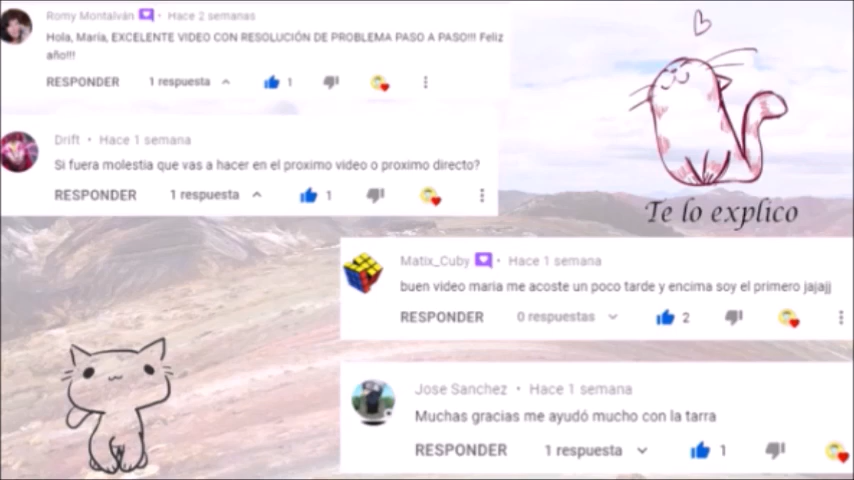 Romy Montalván • Hace 2 semanas
Hola, María, EXCELENTE VIDEO CON RESOLUCIÓN DE PROBLEMA PASO A PASO!!! Feliz
año!!!
RESPONDER 1 respuesta 1
Drift • Hace 1 semana
Si fuera molestia que vas a hacer en el proximo video o proximo directo?
RESPONDER 1 respuesta 1
Te lo explico
Matix_Cuby • Hace 1 semana
buen video maria me acoste un poco tarde y encima soy el primero jajajj
RESPONDER 0 respuestas 2
Jose Sanchez • Hace 1 semana
Muchas gracias me ayudó mucho con la tarra
RESPONDER 1 respuesta 1